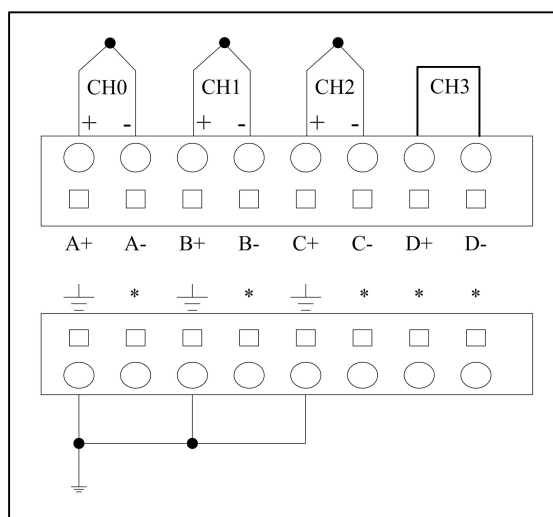 CH0 CH1 CH2 CH3
+ - + - + -
A+ A- B+ B- C+ C- D+ D-
* * * * *